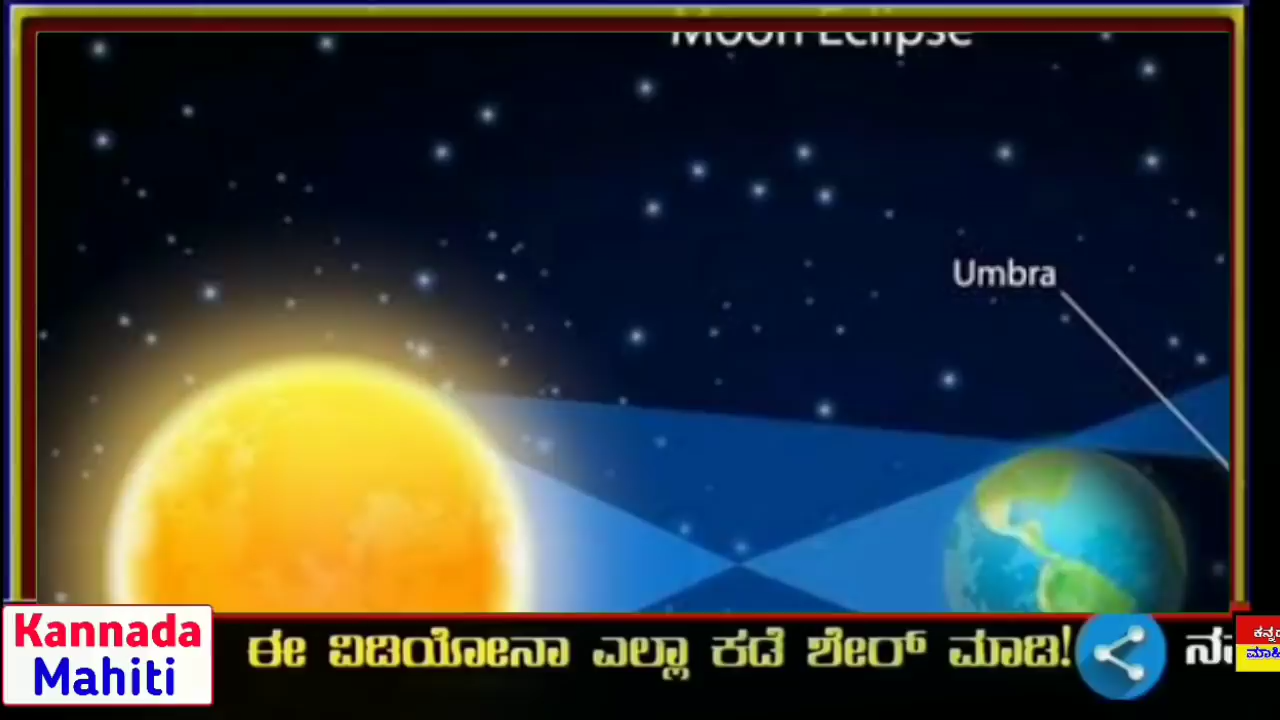 Moon Eclipse
Umbra
Kannada
Mahiti
ಈ ವಿಡಿಯೋನಾ ಎಲ್ಲಾ ಕಡೆ ಶೇರ್ ಮಾಡಿ!